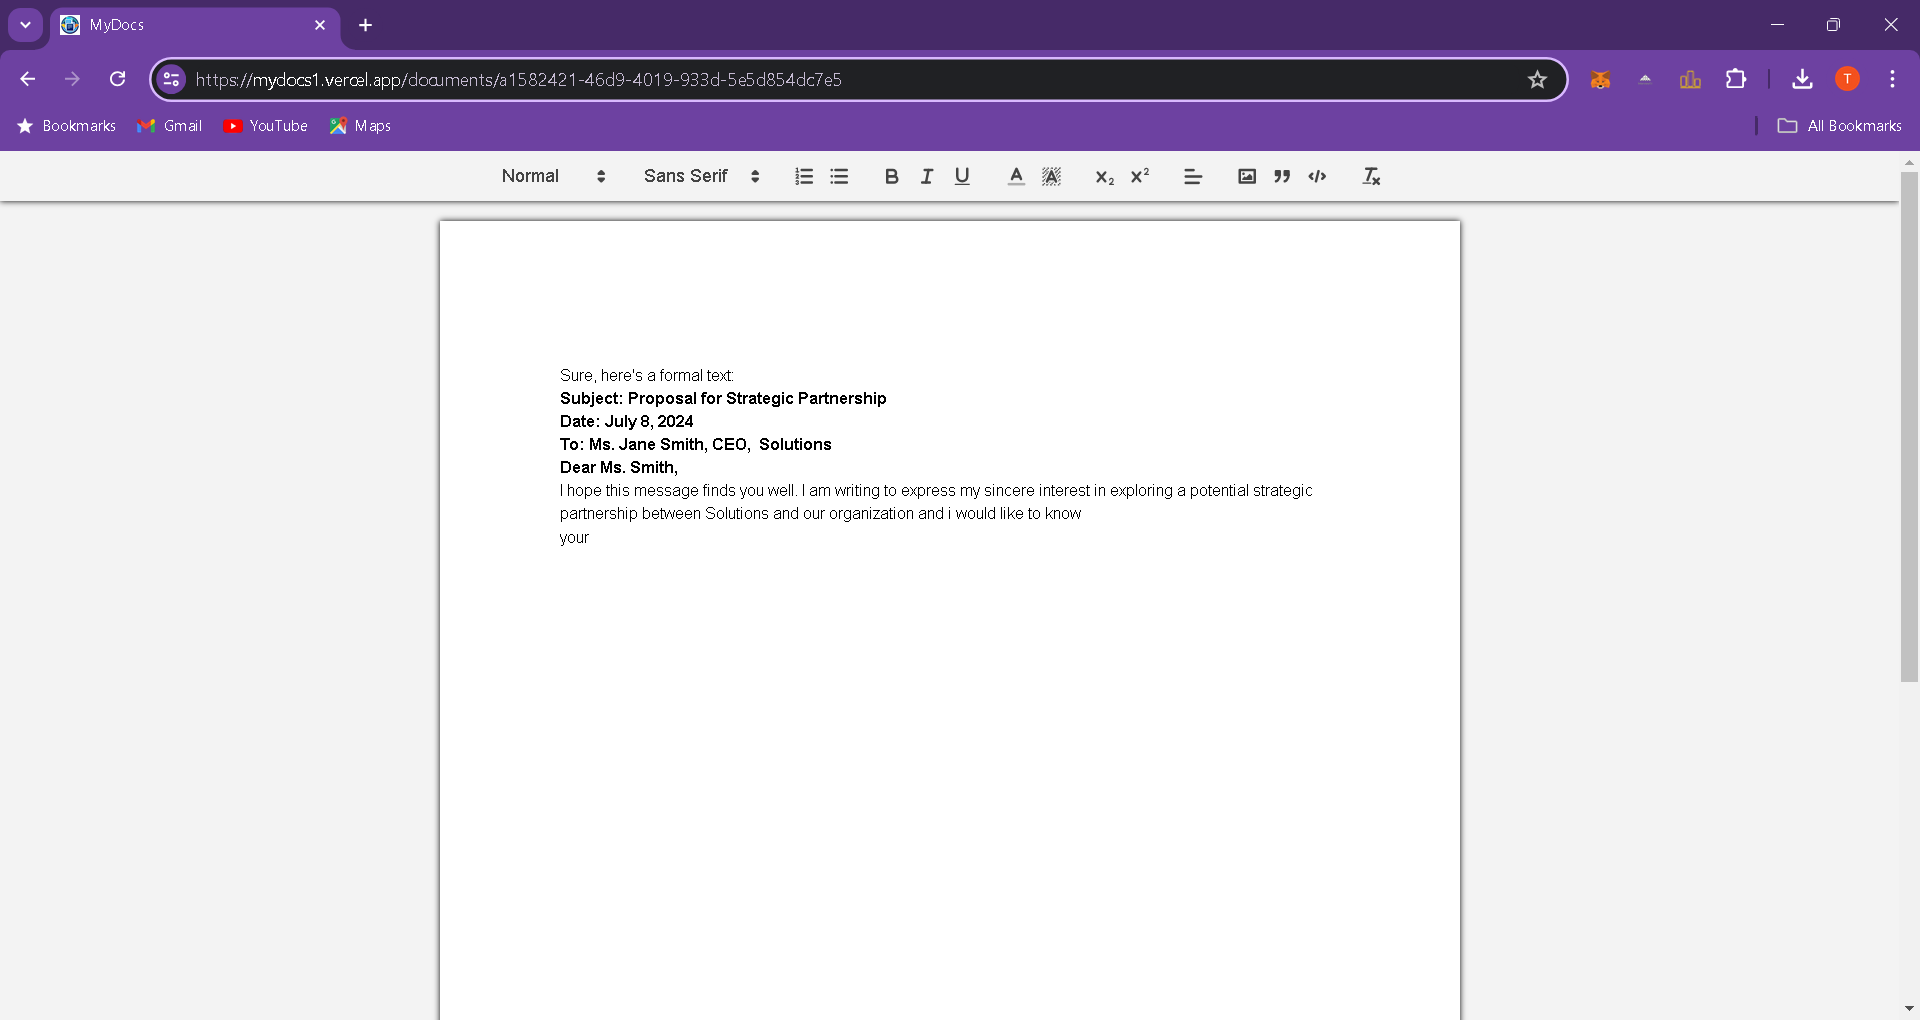 MyDocs
https://mydocs1.vercel.app/documents/a1582421-46d9-4019-933d-5e5d854dc7e5
T
Bookmarks Gmail YouTube Maps All Bookmarks
Normal Sans Serif
Sure, here's a formal text:
Subject: Proposal for Strategic Partnership
Date: July 8, 2024
To: Ms. Jane Smith, CEO,  Solutions
Dear Ms. Smith,
I hope this message finds you well. I am writing to express my sincere interest in exploring a potential strategic
partnership between Solutions and our organization and i would like to know
your